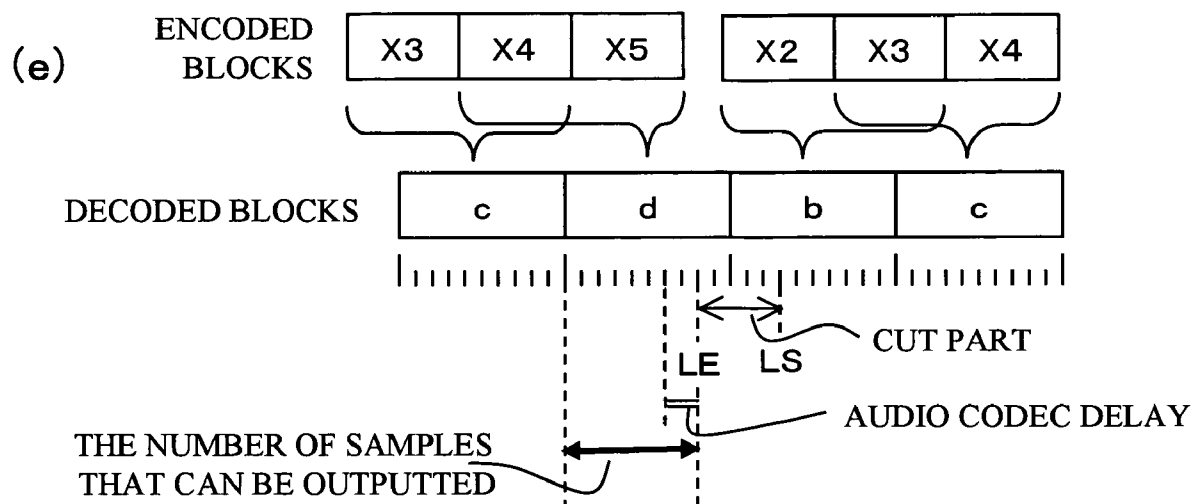 (e)
ENCODED
BLOCKS
X3 X4 X5 X2 X3 X4
DECODED BLOCKS
c d b c
CUT PART
LE LS
AUDIO CODEC DELAY
THE NUMBER OF SAMPLES
THAT CAN BE OUTPUTTED